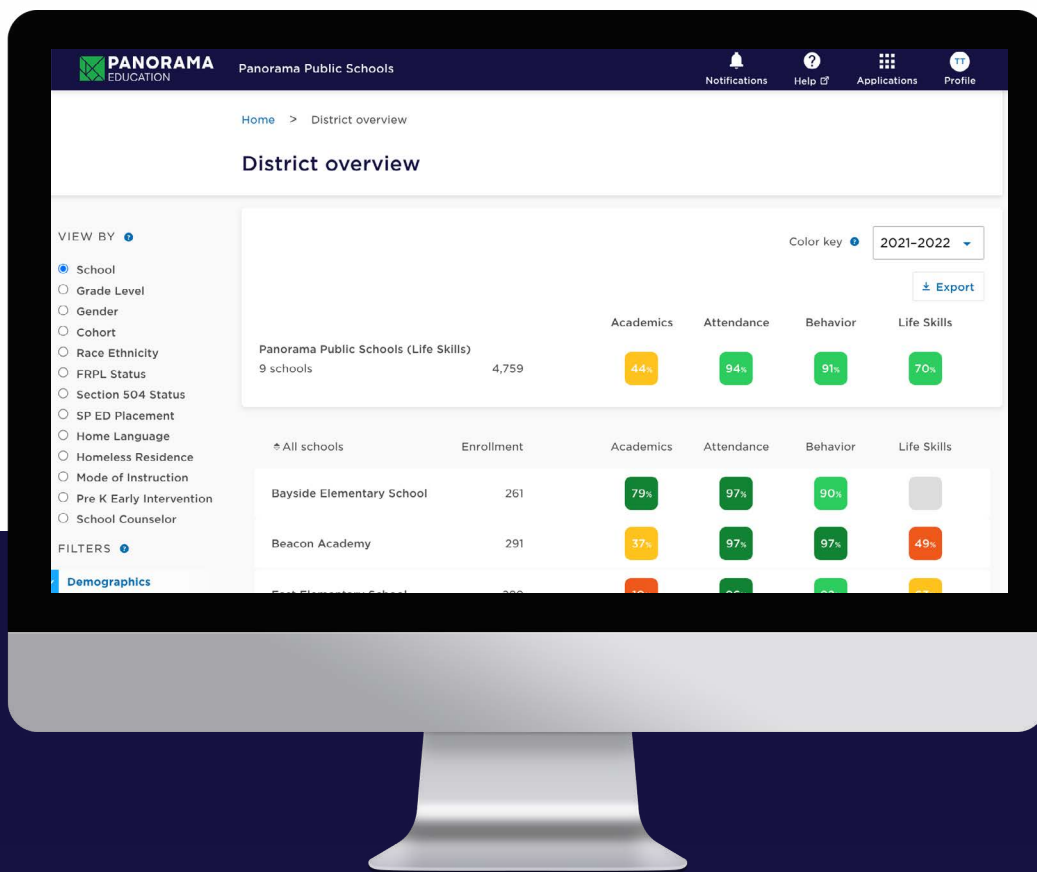 PANORAMA
EDUCATION
Panorama Public Schools
Notifications
Help
Applications
TT
Profile
Home > District overview
District overview
VIEW BY
School
Grade Level
Gender
Cohort
Race Ethnicity
FRPL Status
Section 504 Status
SP ED Placement
Home Language
Homeless Residence
Mode of Instruction
Pre K Early Intervention
School Counselor
FILTERS
Demographics
Color key
2021-2022
Export
Academics Attendance Behavior Life Skills
Panorama Public Schools (Life Skills)
9 schools 4,759 44% 94% 91% 70%
All schools Enrollment Academics Attendance Behavior Life Skills
Bayside Elementary School 261 79% 97% 90%
Beacon Academy 291 37% 97% 97% 49%
East Elementary School